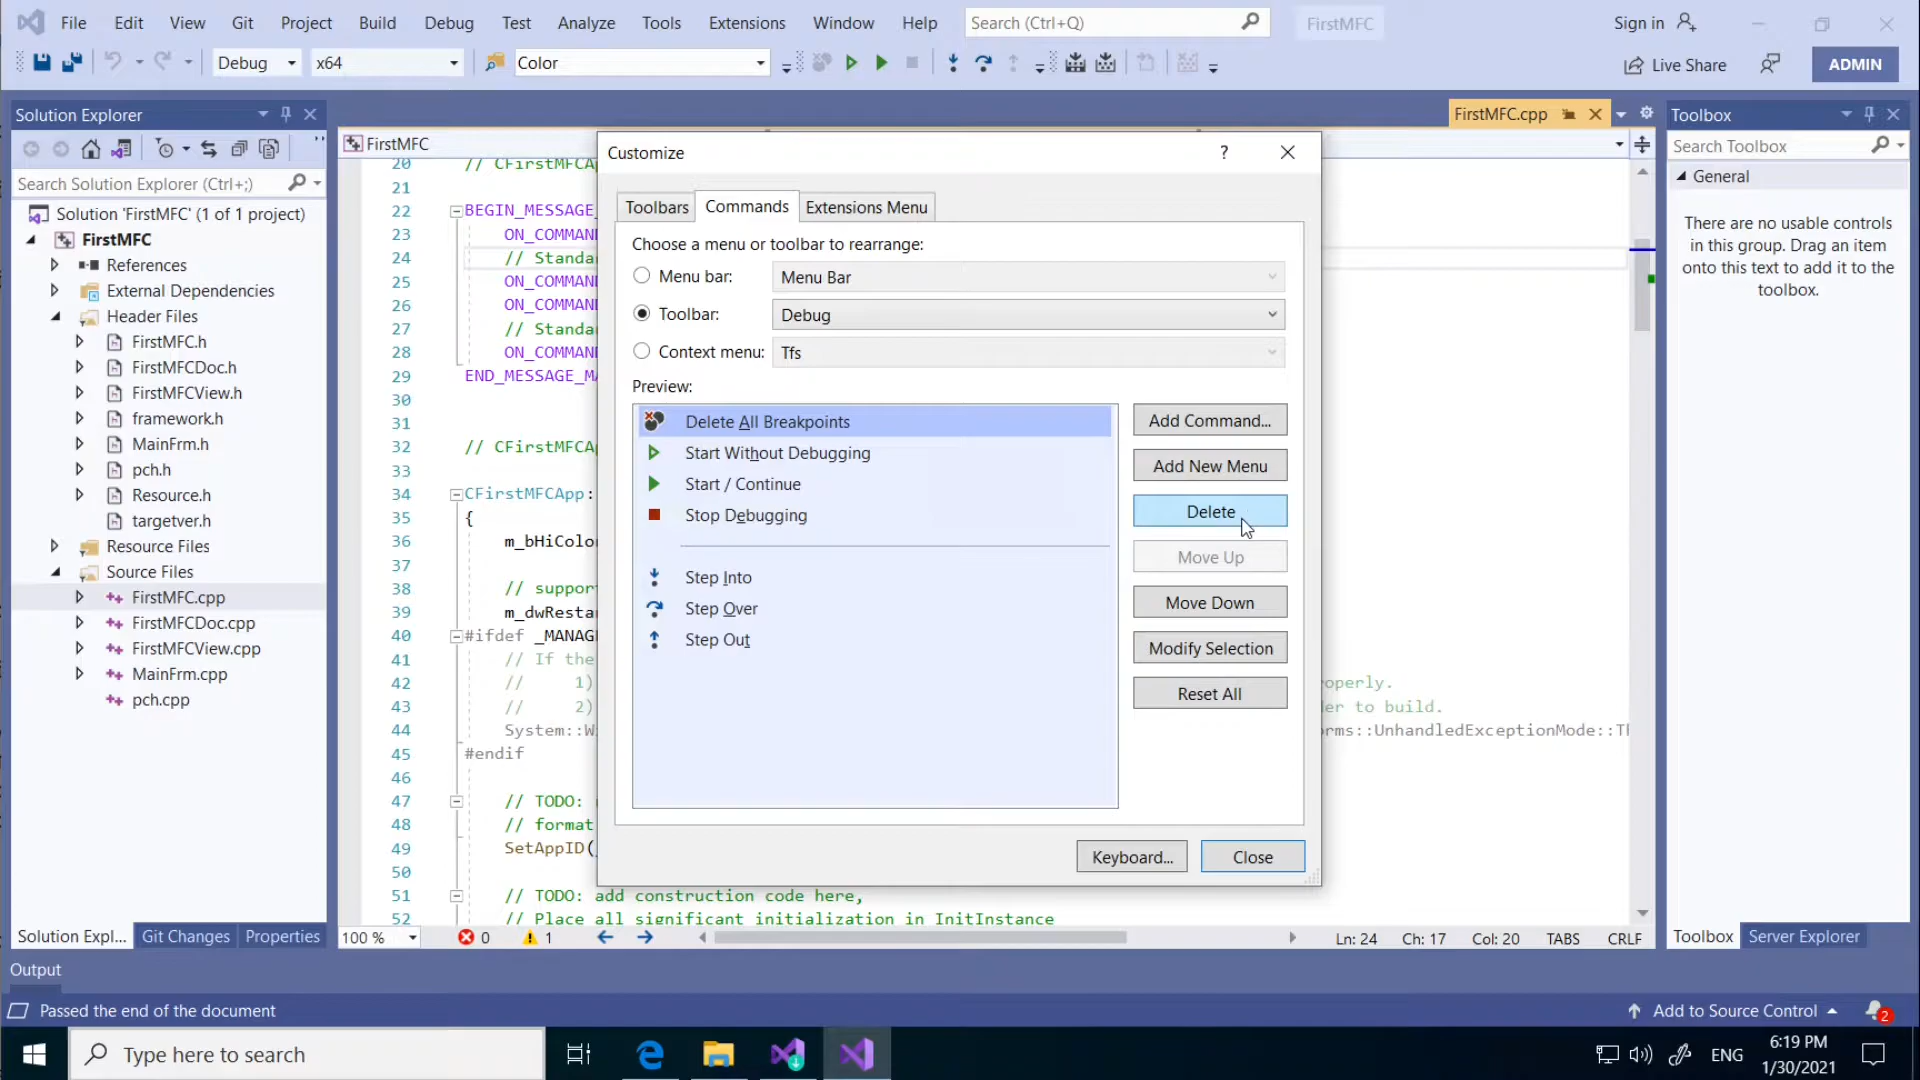 File Edit View Git Project Build Debug Test Analyze Tools Extensions Window Help Search (Ctrl+Q) FirstMFC Sign in
Debug x64 Color Live Share ADMIN
Solution Explorer
Search Solution Explorer (Ctrl+;)
Solution 'FirstMFC' (1 of 1 project)
FirstMFC
References
External Dependencies
Header Files
FirstMFC.h
FirstMFCDoc.h
FirstMFCView.h
framework.h
MainFrm.h
pch.h
Resource.h
targetver.h
Resource Files
Source Files
FirstMFC.cpp
FirstMFCDoc.cpp
FirstMFCView.cpp
MainFrm.cpp
pch.cpp
Solution Expl... Git Changes Properties
FirstMFC.cpp
FirstMFC
20 // CFirstMFCAp
21
22 BEGIN_MESSAGE_
23 ON_COMMAN
24 // Standa
25 ON_COMMAN
26 ON_COMMAN
27 // Standa
28 ON_COMMAN
29 END_MESSAGE_MA
30
31
32 // CFirstMFCAp
33
34 CFirstMFCApp:
35 {
36 m_bHiColo
37
38 // suppor
39 m_dwResta
40 #ifdef _MANAG
41 // If the
42 // 1) roperly.
43 // 2) er to build.
44 System::Wi rms::UnhandledExceptionMode::Th
45 #endif
46
47 // TODO:
48 // format
49 SetAppID(
50
51 // TODO: add construction code here,
52 // Place all significant initialization in InitInstance
100 % 0 1 Ln: 24 Ch: 17 Col: 20 TABS CRLF
Customize ?
Toolbars Commands Extensions Menu
Choose a menu or toolbar to rearrange:
Menu bar: Menu Bar
Toolbar: Debug
Context menu: Tfs
Preview:
Delete All Breakpoints
Start Without Debugging
Start / Continue
Stop Debugging
Step Into
Step Over
Step Out
Add Command...
Add New Menu
Delete
Move Up
Move Down
Modify Selection
Reset All
Keyboard... Close
Toolbox
Search Toolbox
General
There are no usable controls
in this group. Drag an item
onto this text to add it to the
toolbox.
Toolbox Server Explorer
Output
Passed the end of the document Add to Source Control 2
Type here to search ENG 6:19 PM
1/30/2021